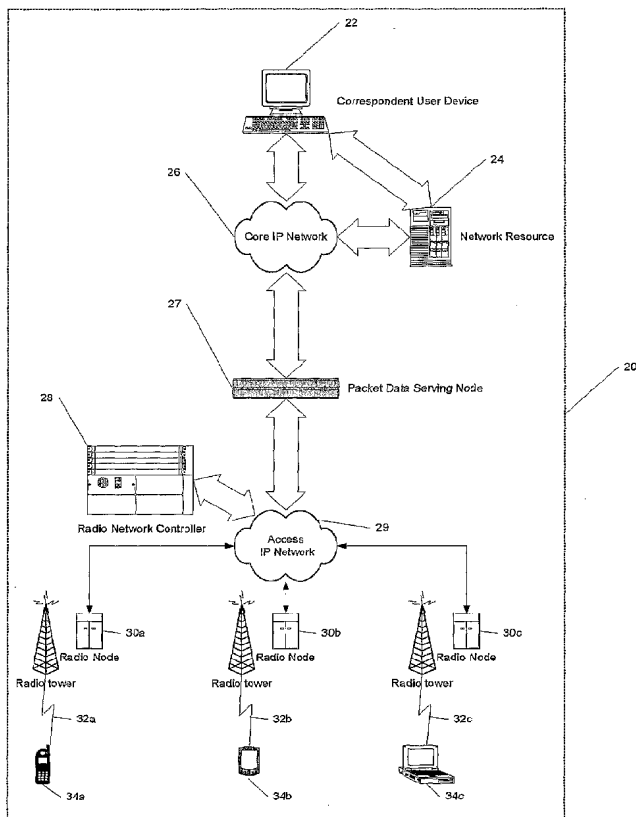 22
Correspondent User Device
24
26
Core IP Network
Network Resource
27
20
Packet Data Serving Node
28
Radio Network Controller
29
Access
IP Network
30a
30b
30c
Radio Node
Radio Node
Radio Node
Radio tower
Radio tower
Radio tower
32a
32b
32c
34a
34b
34c